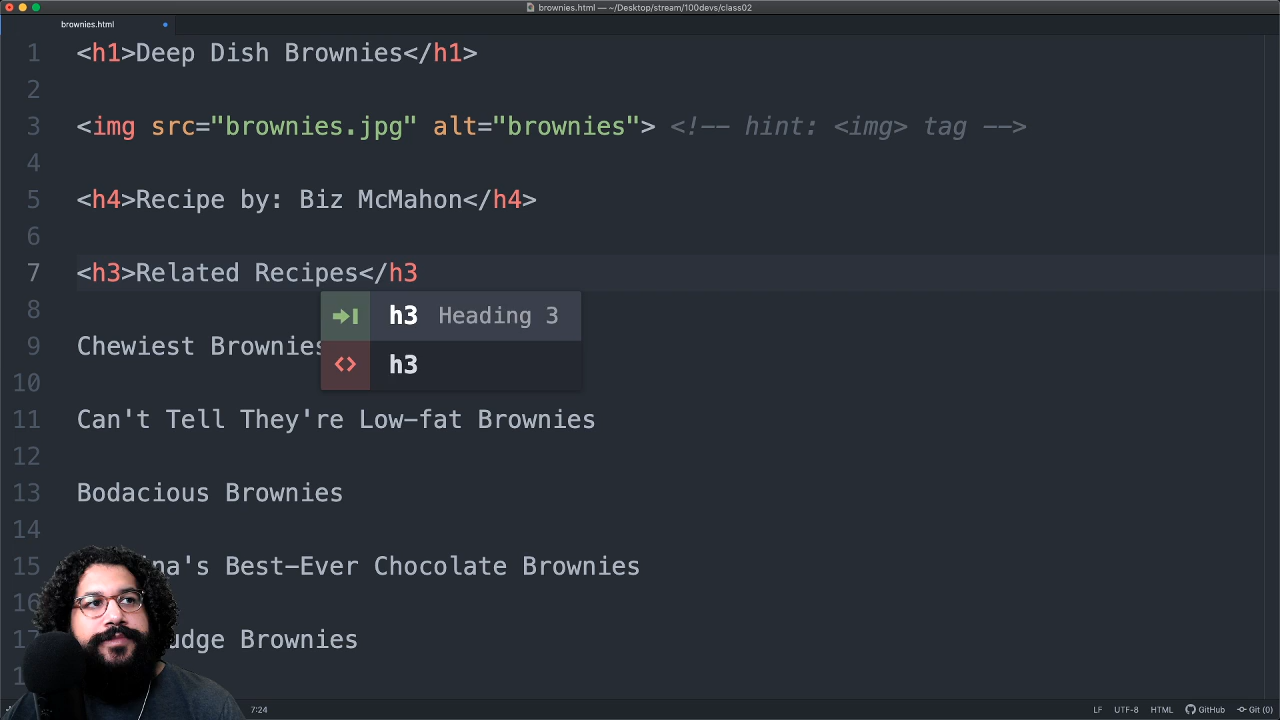 brownies.html — ~/Desktop/stream/100devs/class02
brownies.html
1 <h1>Deep Dish Brownies</h1>
2
3 <img src="brownies.jpg" alt="brownies"> <!-- hint: <img> tag -->
4
5 <h4>Recipe by: Biz McMahon</h4>
6
7 <h3>Related Recipes</h3
h3 Heading 3
8
9 Chewiest Brownies
h3
10
11 Can't Tell They're Low-fat Brownies
12
13 Bodacious Brownies
14
15 Best-Ever Chocolate Brownies
16
17 Brownies
7:24 LF UTF-8 HTML GitHub Git (0)